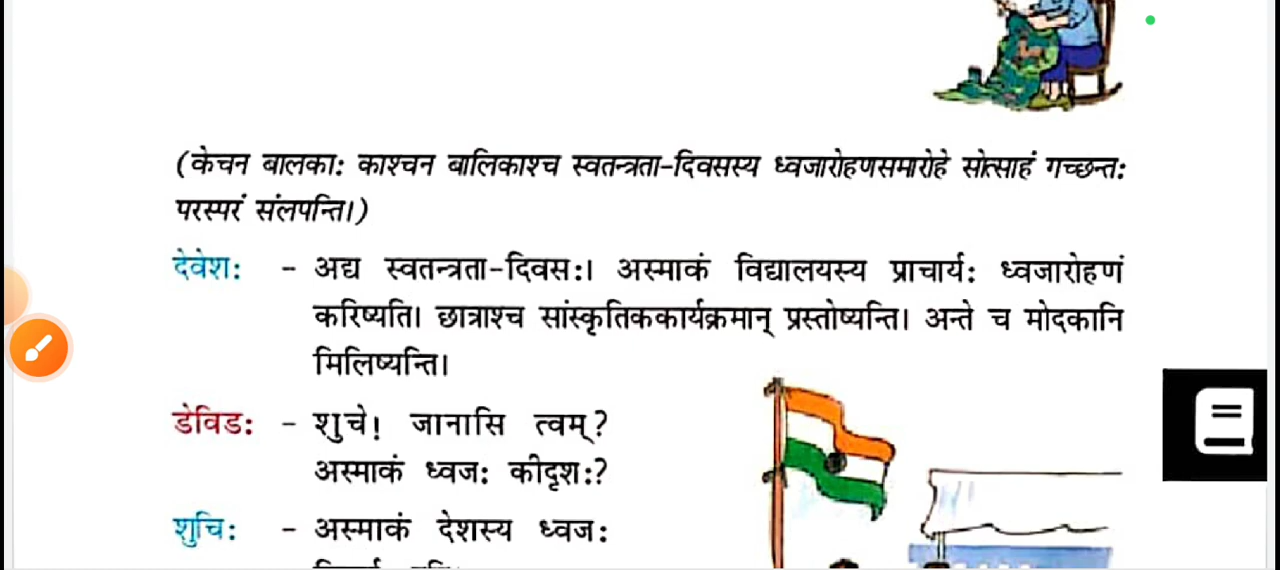 (केचन बालका: काश्चन बालिकाश्च स्वतन्त्रता-दिवसस्य ध्वजारोहणसमारोहे सोत्साहं गच्छन्त:
परस्परं संलपन्ति।)
देवेश: - अद्य स्वतन्त्रता-दिवस:। अस्माकं विद्यालयस्य प्राचार्य: ध्वजारोहणं
करिष्यति। छात्राश्च सांस्कृतिककार्यक्रमान् प्रस्तोष्यन्ति। अन्ते च मोदकानि
मिलिष्यन्ति।
डेविड: - शुचे! जानासि त्वम्?
अस्माकं ध्वज: कीदृश:?
शुचि: - अस्माकं देशस्य ध्वज: